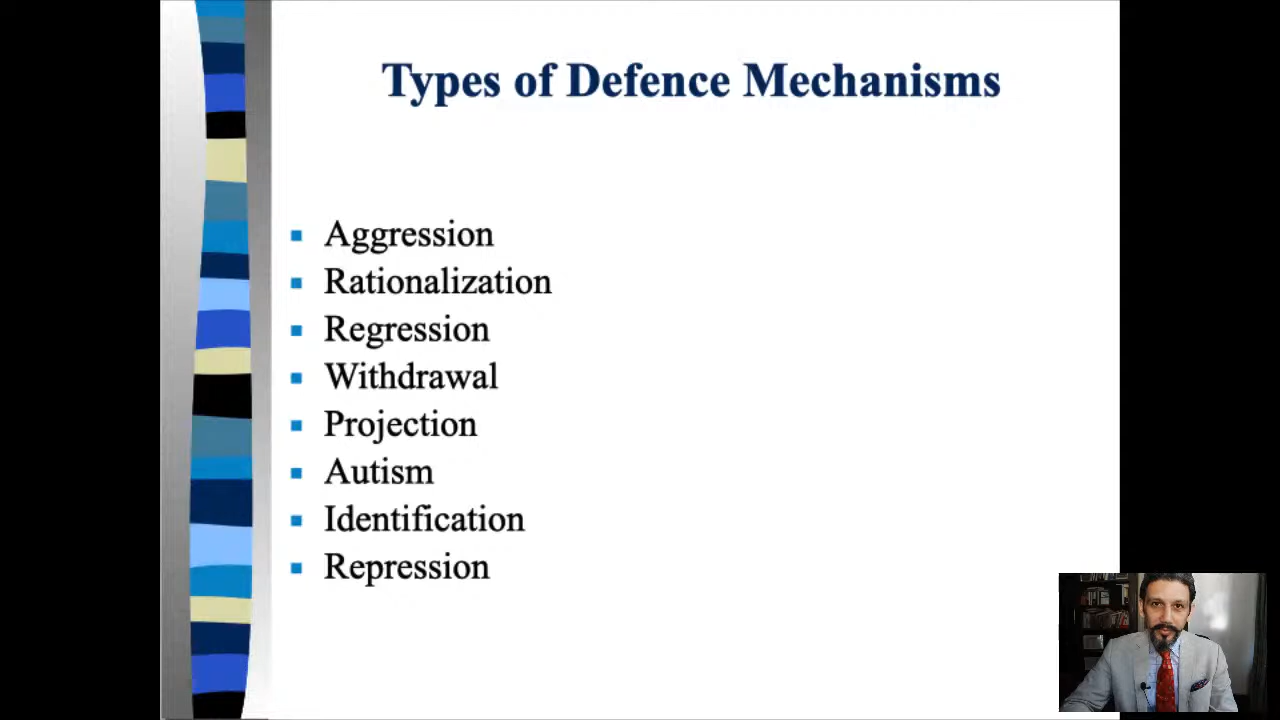 Types of Defence Mechanisms
Aggression
Rationalization
Regression
Withdrawal
Projection
Autism
Identification
Repression